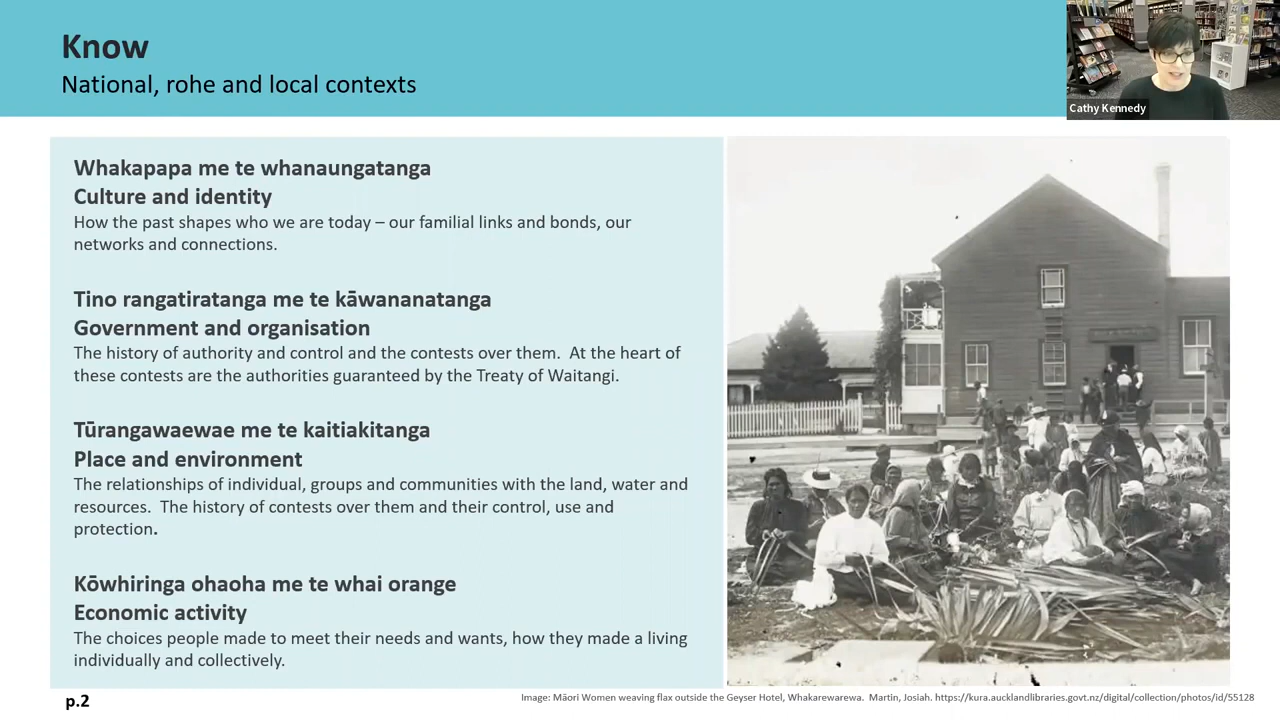 Know
National, rohe and local contexts
Cathy Kennedy
Whakapapa me te whanaungatanga
Culture and identity
How the past shapes who we are today – our familial links and bonds, our
networks and connections.
Tino rangatiratanga me te kāwananatanga
Government and organisation
The history of authority and control and the contests over them.  At the heart of
these contests are the authorities guaranteed by the Treaty of Waitangi.
Tūrangawaewae me te kaitiakitanga
Place and environment
The relationships of individual, groups and communities with the land, water and
resources.  The history of contests over them and their control, use and
protection.
Kōwhiringa ohaoha me te whai orange
Economic activity
The choices people made to meet their needs and wants, how they made a living
individually and collectively.
p.2
Image: Māori Women weaving flax outside the Geyser Hotel, Whakarewarewa.  Martin, Josiah. https://kura.aucklandlibraries.govt.nz/digital/collection/photos/id/55128